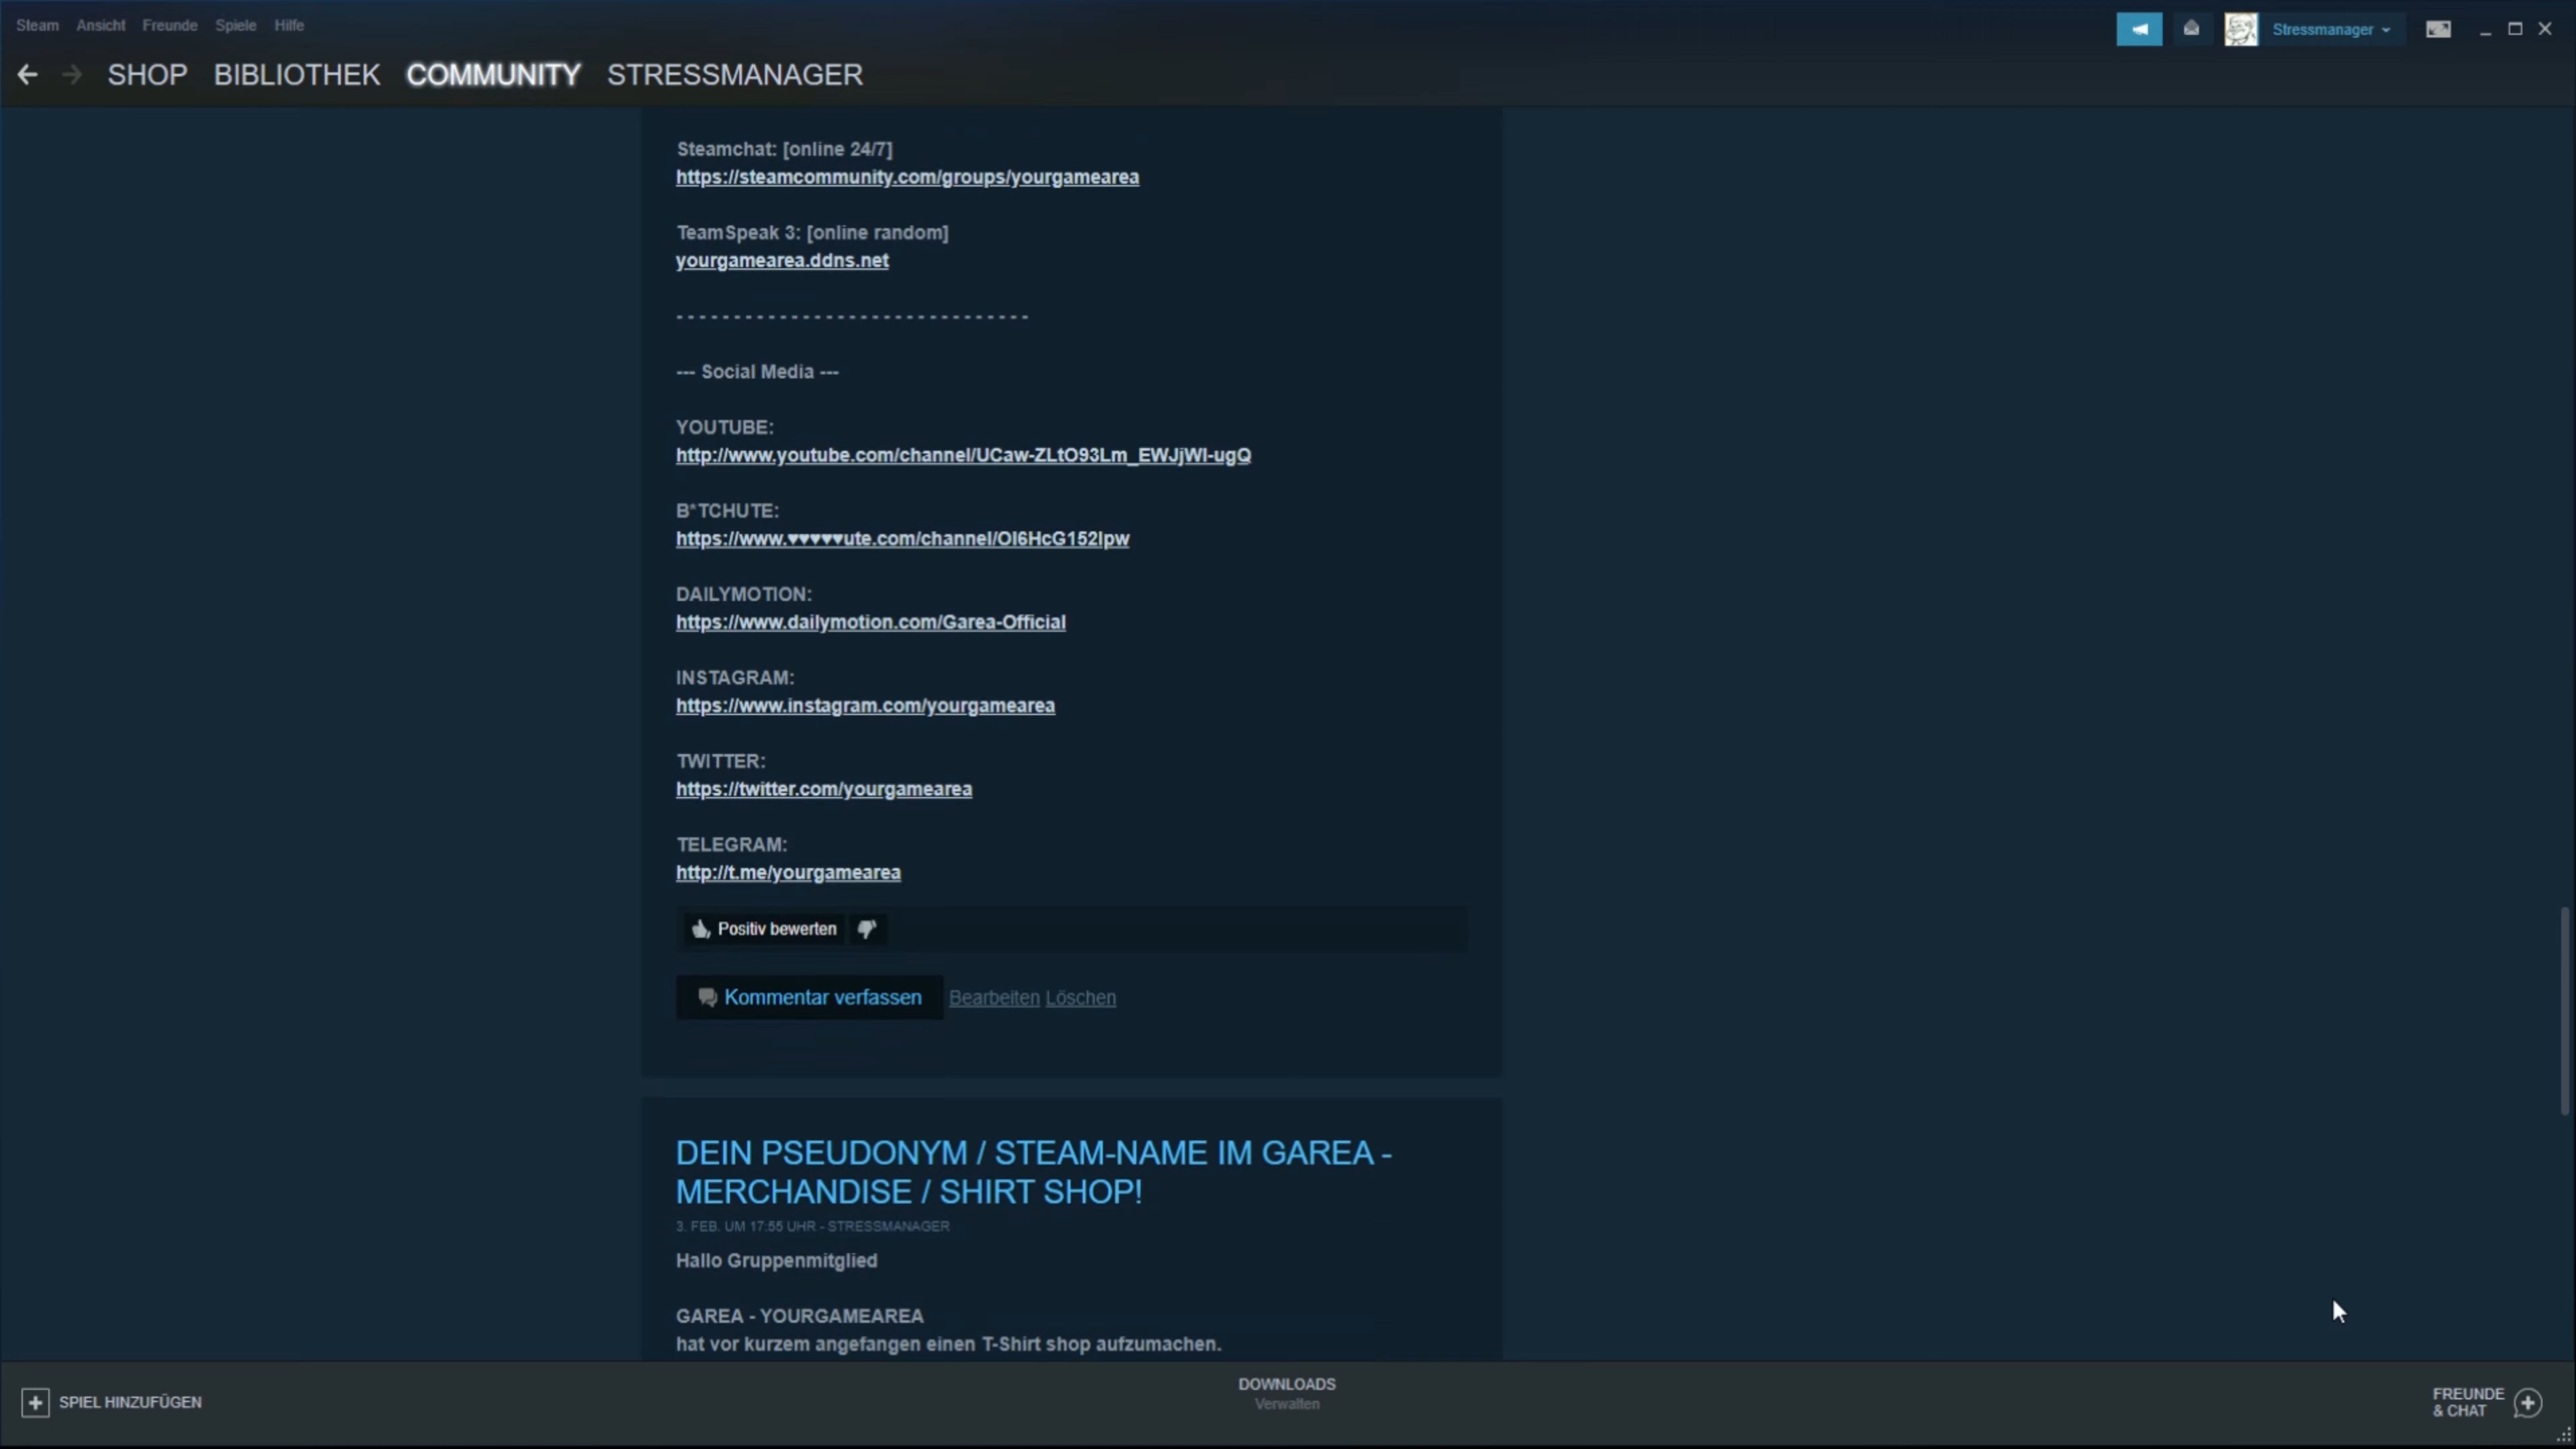 Steam Ansicht Freunde Spiele Hilfe
Stressmanager
SHOP BIBLIOTHEK COMMUNITY STRESSMANAGER
Steamchat: [online 24/7]
https://steamcommunity.com/groups/yourgamearea
TeamSpeak 3: [online random]
yourgamearea.ddns.net
- - - - - - - - - - - - - - - - - - - - - - - - - - - - - - -
--- Social Media ---
YOUTUBE:
http://www.youtube.com/channel/UCaw-ZLtO93Lm_EWJjWI-ugQ
B*TCHUTE:
https://www.♥♥♥♥♥ute.com/channel/OI6HcG152Ipw
DAILYMOTION:
https://www.dailymotion.com/Garea-Official
INSTAGRAM:
https://www.instagram.com/yourgamearea
TWITTER:
https://twitter.com/yourgamearea
TELEGRAM:
http://t.me/yourgamearea
Positiv bewerten
Kommentar verfassen Bearbeiten Löschen
DEIN PSEUDONYM / STEAM-NAME IM GAREA -
MERCHANDISE / SHIRT SHOP!
3. FEB. UM 17:55 UHR - STRESSMANAGER
Hallo Gruppenmitglied
GAREA - YOURGAMEAREA
hat vor kurzem angefangen einen T-Shirt shop aufzumachen.
SPIEL HINZUFÜGEN
DOWNLOADS
Verwalten
FREUNDE
& CHAT